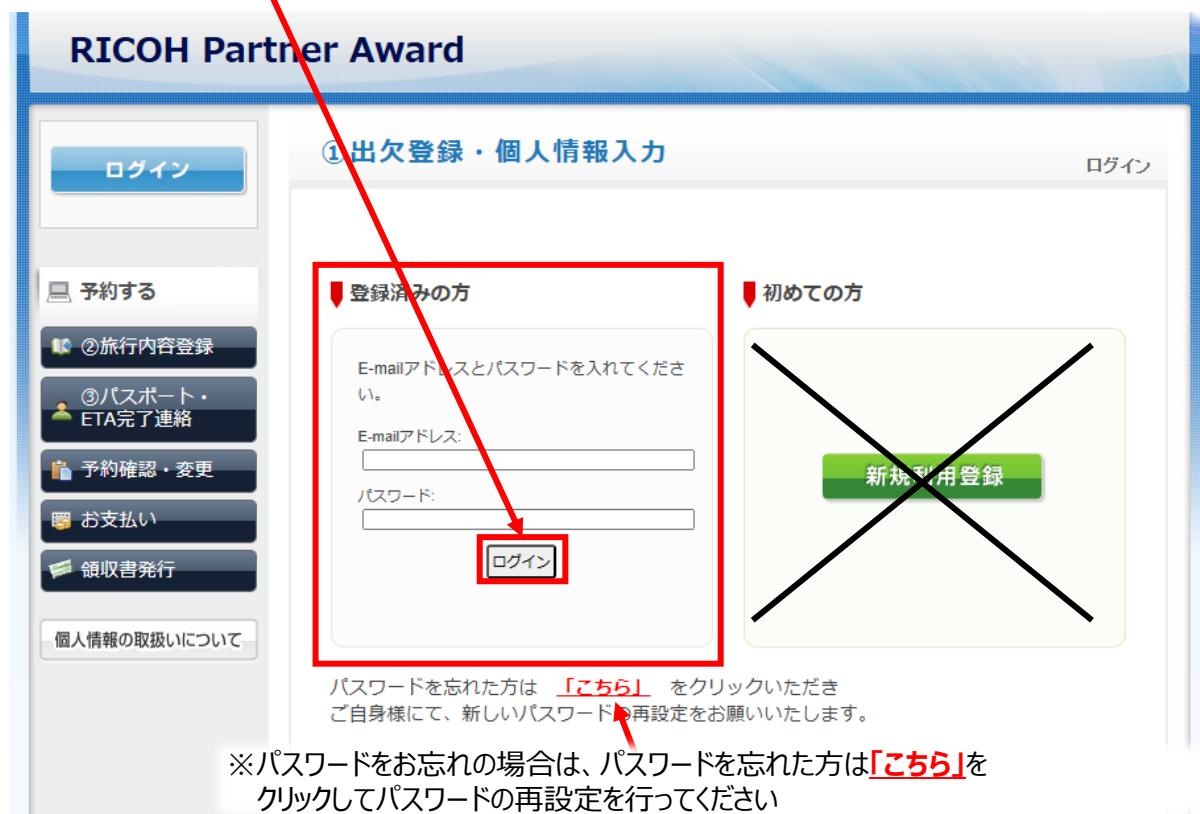 RICOH Partner Award
ログイン
①出欠登録・個人情報入力
ログイン
予約する
②旅行内容登録
③パスポート・
ETA完了連絡
予約確認・変更
お支払い
領収書発行
個人情報の取扱いについて
登録済みの方
E-mailアドレスとパスワードを入れてくださ
い。
E-mailアドレス:
パスワード:
ログイン
初めての方
新規利用登録
パスワードを忘れた方は 「こちら」 をクリックいただき
ご自身様にて、新しいパスワードの再設定をお願いいたします。
※パスワードをお忘れの場合は、パスワードを忘れた方は「こちら」を
クリックしてパスワードの再設定を行ってください